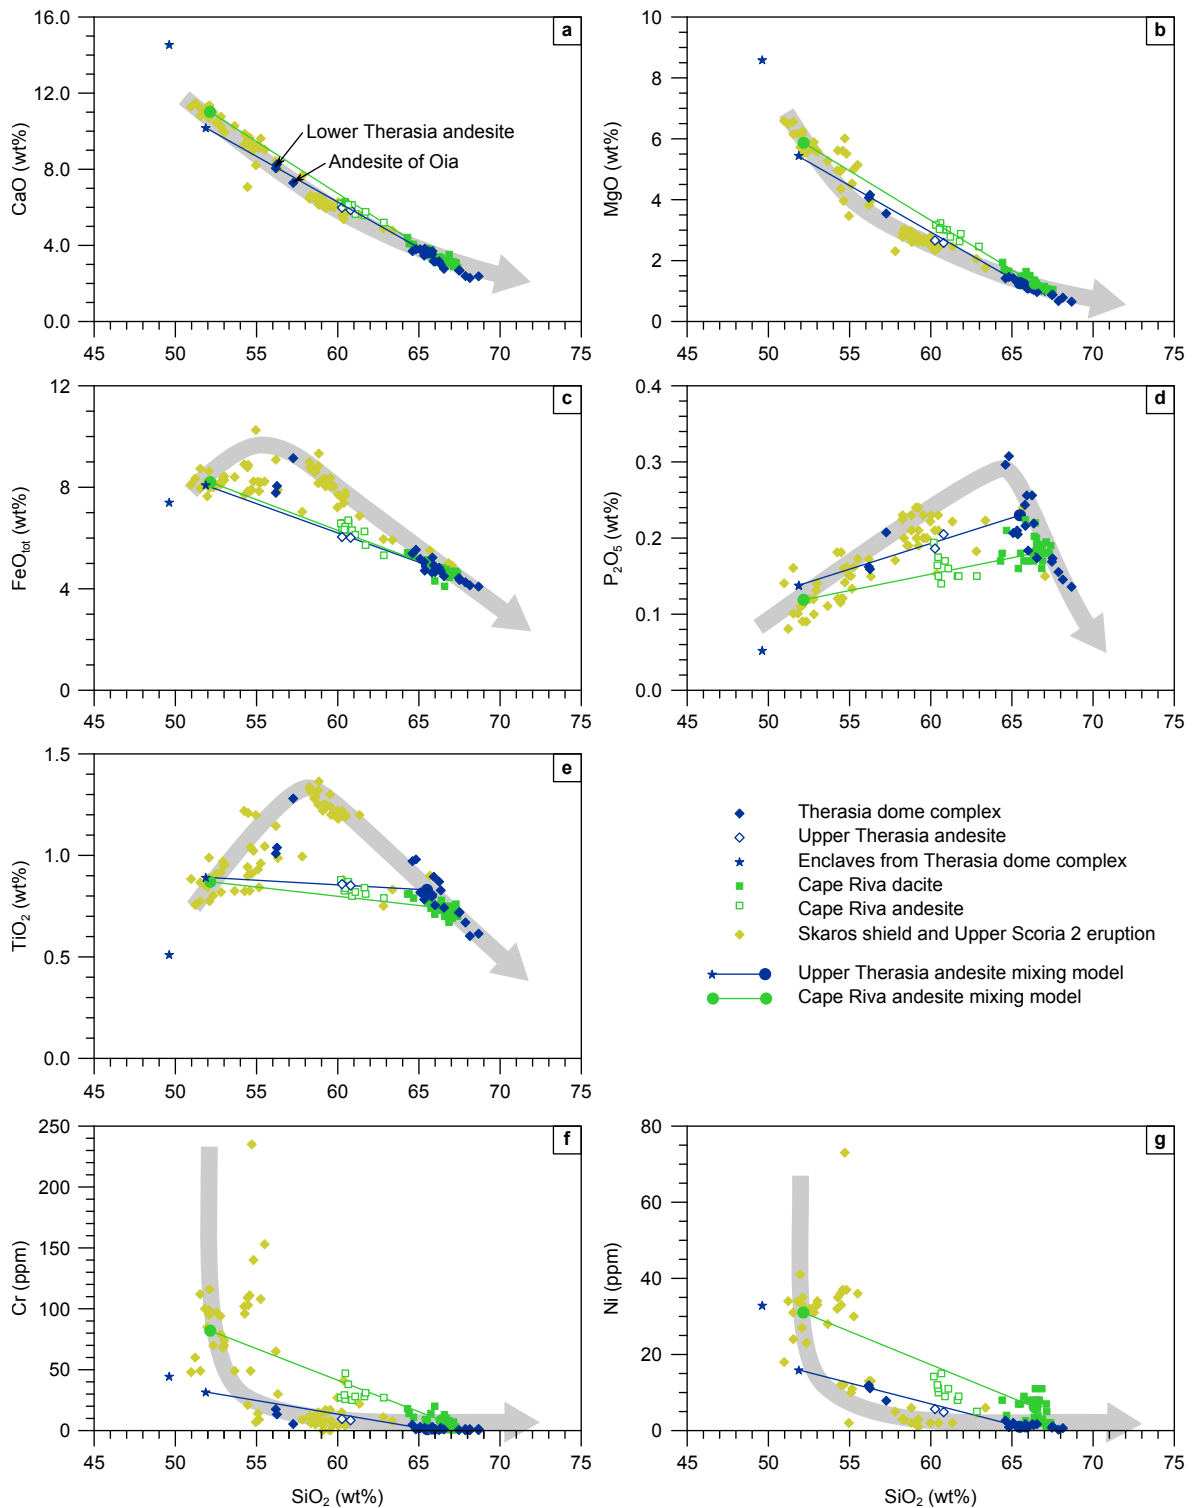 16.0
12.0
8.0
4.0
0.0
CaO (wt%)
a
Lower Therasia andesite
Andesite of Oia
45 50 55 60 65 70 75
10
8
6
4
2
0
MgO (wt%)
b
45 50 55 60 65 70 75
12
8
4
0
FeO_tot (wt%)
c
45 50 55 60 65 70 75
0.4
0.3
0.2
0.1
0.0
P₂O₅ (wt%)
d
45 50 55 60 65 70 75
1.5
1.0
0.5
0.0
TiO₂ (wt%)
e
45 50 55 60 65 70 75
Therasia dome complex
Upper Therasia andesite
Enclaves from Therasia dome complex
Cape Riva dacite
Cape Riva andesite
Skaros shield and Upper Scoria 2 eruption
Upper Therasia andesite mixing model
Cape Riva andesite mixing model
250
200
150
100
50
0
Cr (ppm)
f
45 50 55 60 65 70 75
SiO₂ (wt%)
80
60
40
20
0
Ni (ppm)
g
45 50 55 60 65 70 75
SiO₂ (wt%)